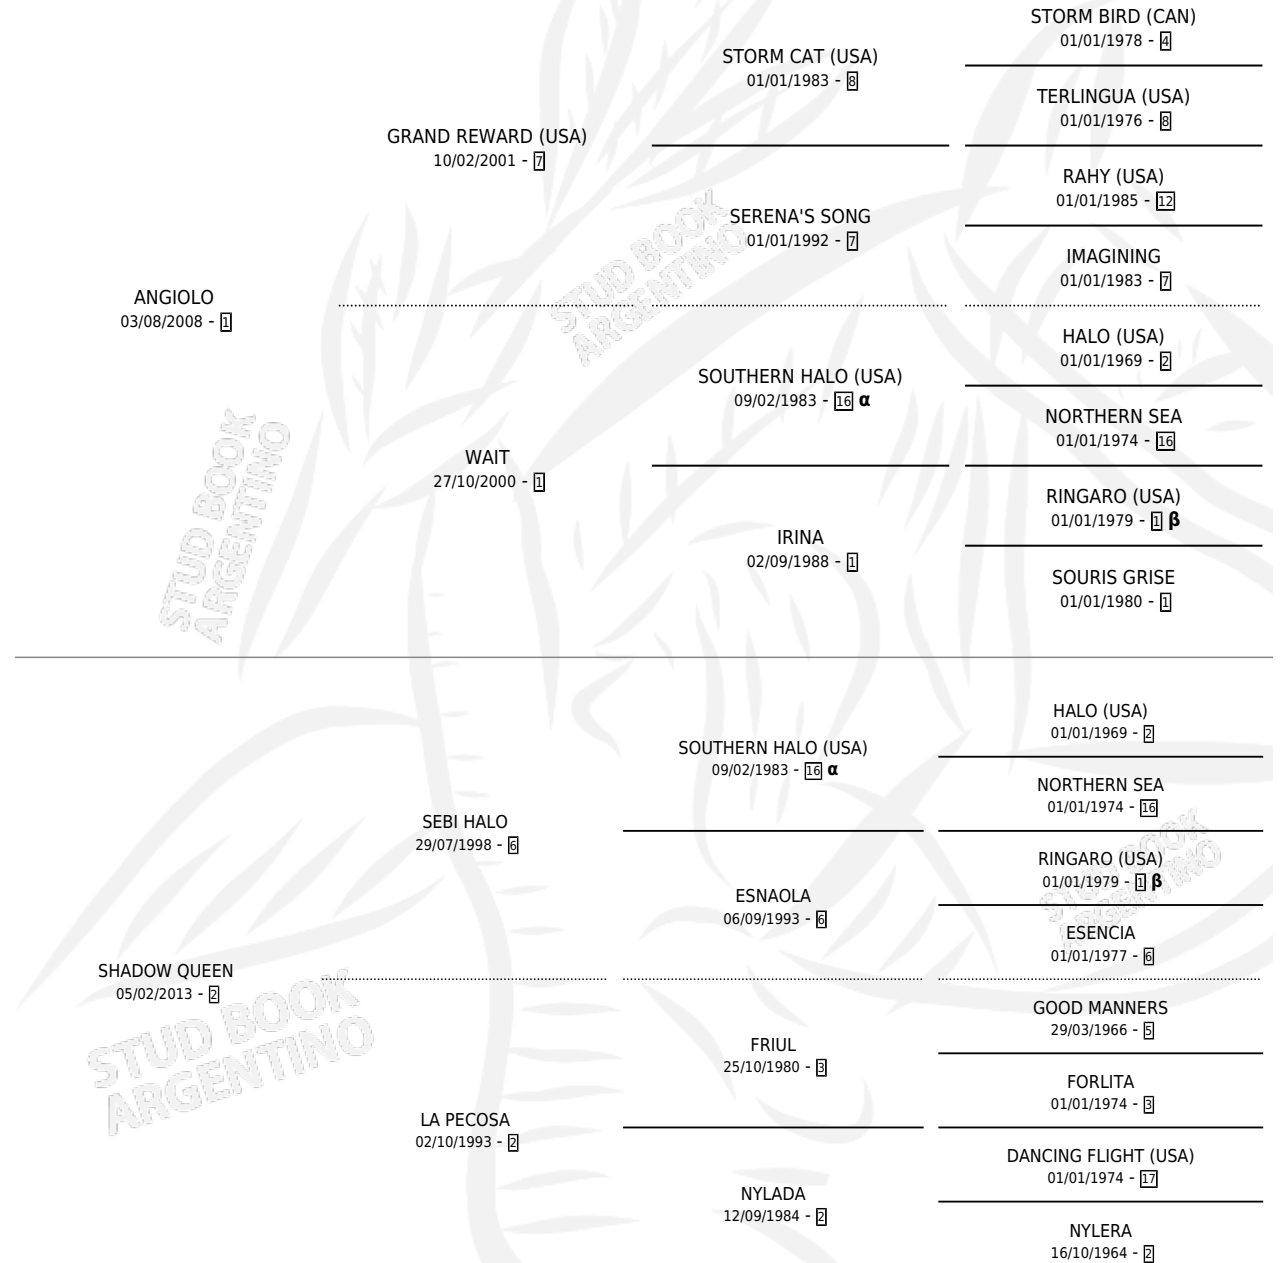 STORM BIRD (CAN)
01/01/1978 - 4
STORM CAT (USA)
01/01/1983 - 8
TERLINGUA (USA)
01/01/1976 - 8
GRAND REWARD (USA)
10/02/2001 - 7
RAHY (USA)
01/01/1985 - 12
SERENA'S SONG
01/01/1992 - 7
IMAGINING
01/01/1983 - 7
ANGIOLO
03/08/2008 - 1
HALO (USA)
01/01/1969 - 2
SOUTHERN HALO (USA)
09/02/1983 - 16 α
NORTHERN SEA
01/01/1974 - 16
WAIT
27/10/2000 - 1
RINGARO (USA)
01/01/1979 - 1 β
IRINA
02/09/1988 - 1
SOURIS GRISE
01/01/1980 - 1
STUD BOOK
ARGENTINO
STUD BOOK
ARGENTINO
HALO (USA)
01/01/1969 - 2
SOUTHERN HALO (USA)
09/02/1983 - 16 α
NORTHERN SEA
01/01/1974 - 16
SEBI HALO
29/07/1998 - 6
RINGARO (USA)
01/01/1979 - 1 β
ESNAOLA
06/09/1993 - 6
ESENCIA
01/01/1977 - 6
SHADOW QUEEN
05/02/2013 - 2
GOOD MANNERS
29/03/1966 - 5
FRIUL
25/10/1980 - 3
FORLITA
01/01/1974 - 3
LA PECOSA
02/10/1993 - 2
DANCING FLIGHT (USA)
01/01/1974 - 17
NYLADA
12/09/1984 - 2
NYLERA
16/10/1964 - 2
STUD BOOK
ARGENTINO
STUD BOOK
ARGENTINO